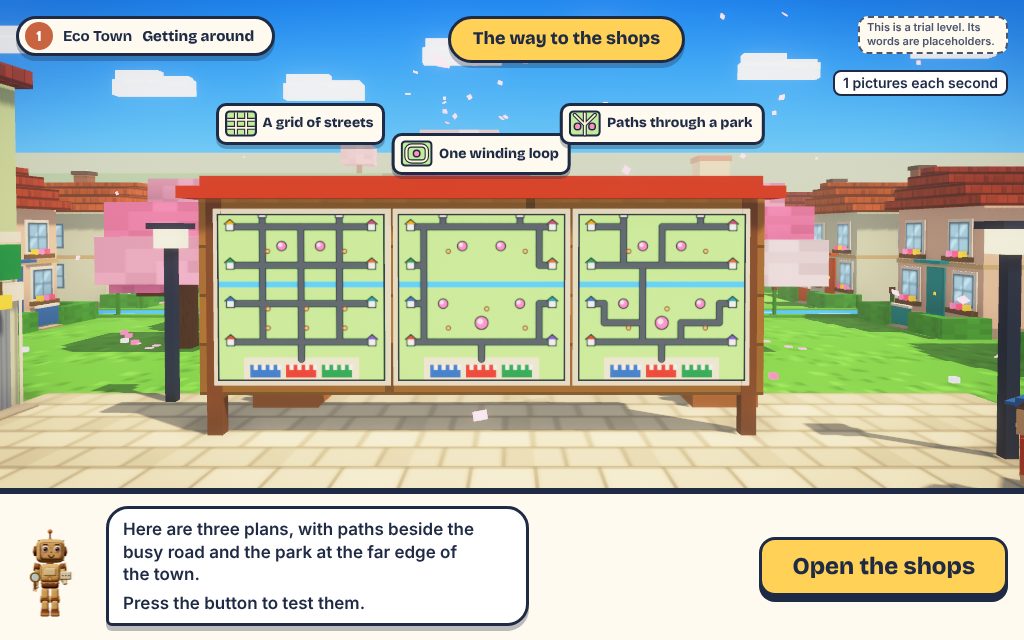 1 Eco Town Getting around
The way to the shops
This is a trial level. Its
words are placeholders.
1 pictures each second
A grid of streets
One winding loop
Paths through a park
Here are three plans, with paths beside the
busy road and the park at the far edge of
the town.
Press the button to test them.
Open the shops